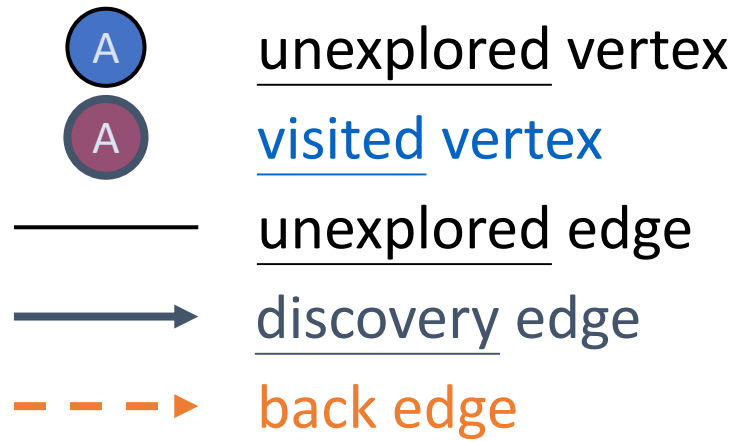 A unexplored vertex
A visited vertex
unexplored edge
discovery edge
back edge